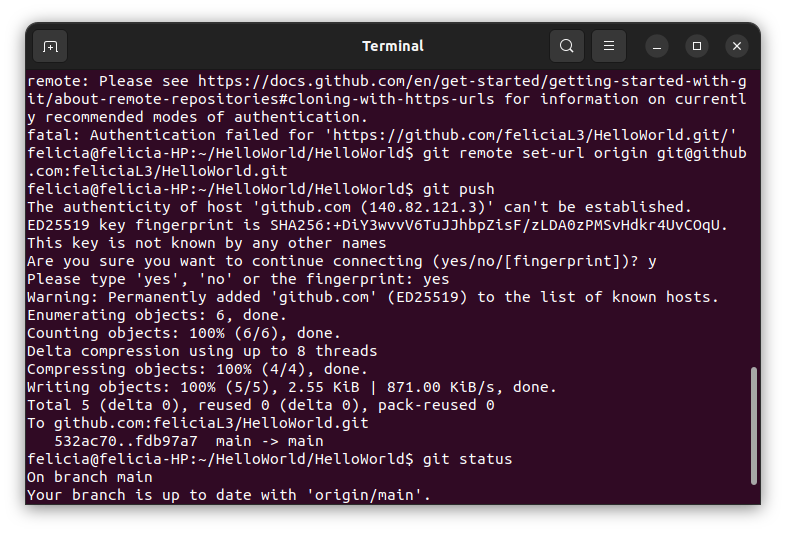 Terminal
remote: Please see https://docs.github.com/en/get-started/getting-started-with-g
it/about-remote-repositories#cloning-with-https-urls for information on currentl
y recommended modes of authentication.
fatal: Authentication failed for 'https://github.com/feliciaL3/HelloWorld.git/'
felicia@felicia-HP:~/HelloWorld/HelloWorld$ git remote set-url origin git@github
.com:feliciaL3/HelloWorld.git
felicia@felicia-HP:~/HelloWorld/HelloWorld$ git push
The authenticity of host 'github.com (140.82.121.3)' can't be established.
ED25519 key fingerprint is SHA256:+DiY3wvvV6TuJJhbpZisF/zLDA0zPMSvHdkr4UvCOqU.
This key is not known by any other names
Are you sure you want to continue connecting (yes/no/[fingerprint])? y
Please type 'yes', 'no' or the fingerprint: yes
Warning: Permanently added 'github.com' (ED25519) to the list of known hosts.
Enumerating objects: 6, done.
Counting objects: 100% (6/6), done.
Delta compression using up to 8 threads
Compressing objects: 100% (4/4), done.
Writing objects: 100% (5/5), 2.55 KiB | 871.00 KiB/s, done.
Total 5 (delta 0), reused 0 (delta 0), pack-reused 0
To github.com:feliciaL3/HelloWorld.git
   532ac70..fdb97a7  main -> main
felicia@felicia-HP:~/HelloWorld/HelloWorld$ git status
On branch main
Your branch is up to date with 'origin/main'.